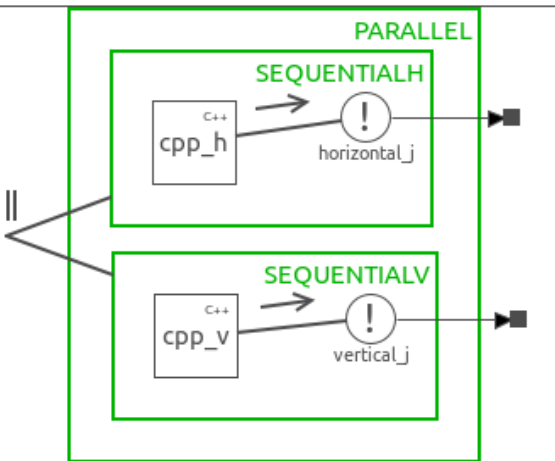 PARALLEL
SEQUENTIALH
C++
cpp_h
!
horizontal_j
||
SEQUENTIALV
C++
cpp_v
!
vertical_j